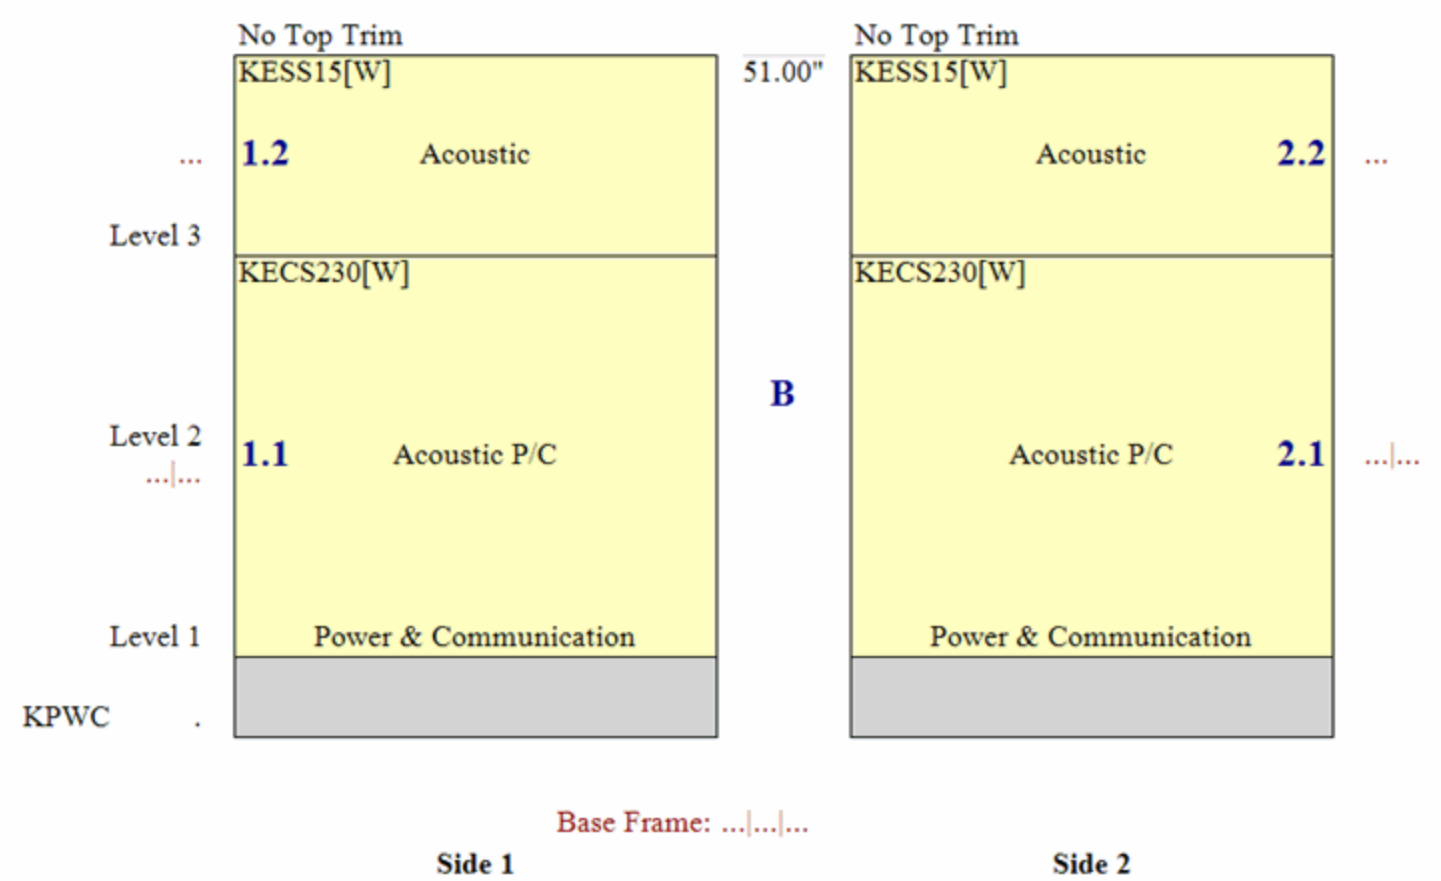 No Top Trim
No Top Trim
KESS15[W]
51.00"
KESS15[W]
...
1.2
Acoustic
Acoustic
2.2
...
Level 3
KECS230[W]
KECS230[W]
B
Level 2
1.1
Acoustic P/C
Acoustic P/C
2.1
...|...
...|...
Level 1
Power & Communication
Power & Communication
KPWC .
Base Frame: ...|...|...
Side 1
Side 2